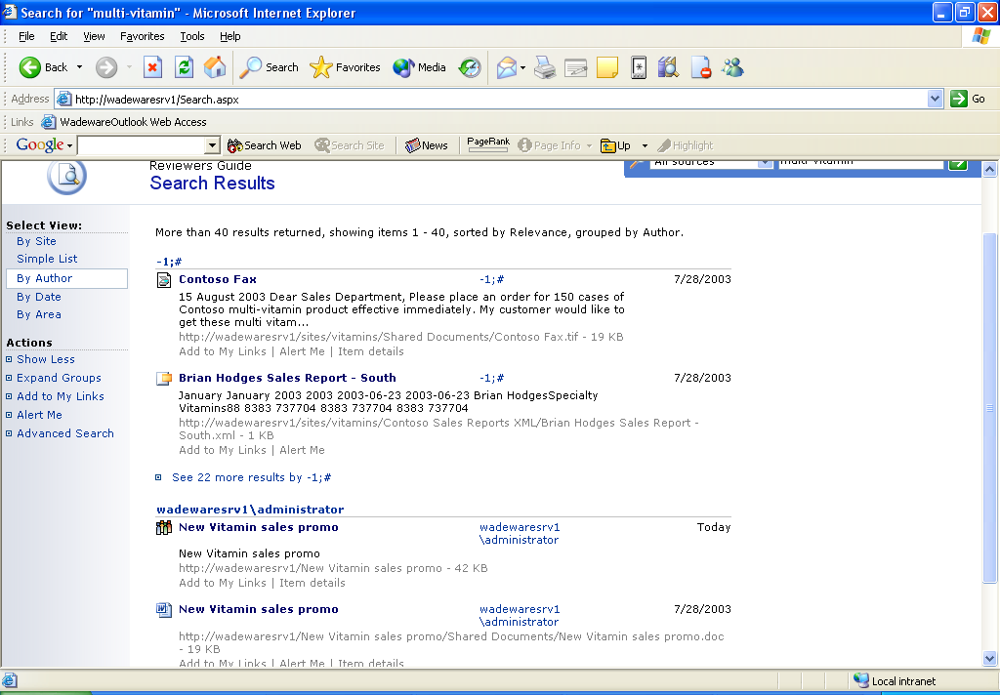 Search for "multi-vitamin" - Microsoft Internet Explorer
File Edit View Favorites Tools Help
Back Search Favorites Media
Address http://wadewaresrv1/Search.aspx Go
Links WadewareOutlook Web Access
Google Search Web Search Site News PageRank Page Info Up Highlight
Reviewers Guide
All sources multi-vitamin
Search Results
Select View:
By Site
Simple List
By Author
By Date
By Area
Actions
Show Less
Expand Groups
Add to My Links
Alert Me
Advanced Search
More than 40 results returned, showing items 1 - 40, sorted by Relevance, grouped by Author.
-1;#
Contoso Fax -1;# 7/28/2003
15 August 2003 Dear Sales Department, Please place an order for 150 cases of
Contoso multi-vitamin product effective immediately. My customer would like to
get these multi vitam...
http://wadewaresrv1/sites/vitamins/Shared Documents/Contoso Fax.tif - 19 KB
Add to My Links | Alert Me | Item details
Brian Hodges Sales Report - South -1;# 7/28/2003
January January 2003 2003 2003-06-23 2003-06-23 Brian HodgesSpecialty
Vitamins88 8383 737704 8383 737704 8383 737704
http://wadewaresrv1/sites/vitamins/Contoso Sales Reports XML/Brian Hodges Sales Report -
South.xml - 1 KB
Add to My Links | Alert Me
See 22 more results by -1;#
wadewaresrv1\administrator
New Vitamin sales promo wadewaresrv1 Today
\administrator
New Vitamin sales promo
http://wadewaresrv1/New Vitamin sales promo - 42 KB
Add to My Links | Item details
New Vitamin sales promo wadewaresrv1 7/28/2003
\administrator
http://wadewaresrv1/New Vitamin sales promo/Shared Documents/New Vitamin sales promo.doc
- 19 KB
Add to My Links | Alert Me | Item details
Local intranet